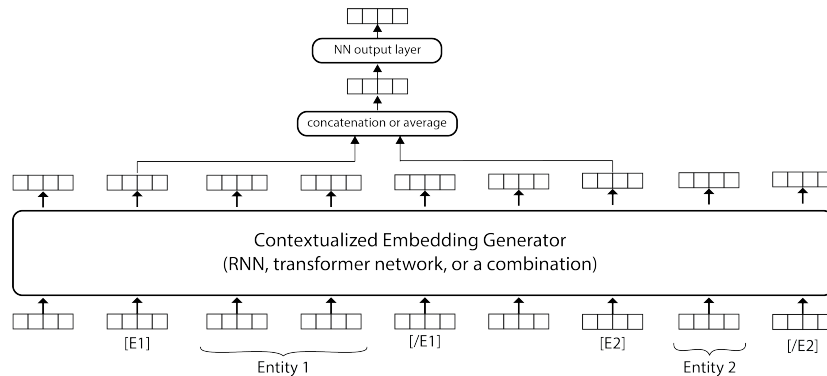 NN output layer
concatenation or average
Contextualized Embedding Generator
(RNN, transformer network, or a combination)
[E1]
[/E1]
[E2]
[/E2]
Entity 1
Entity 2